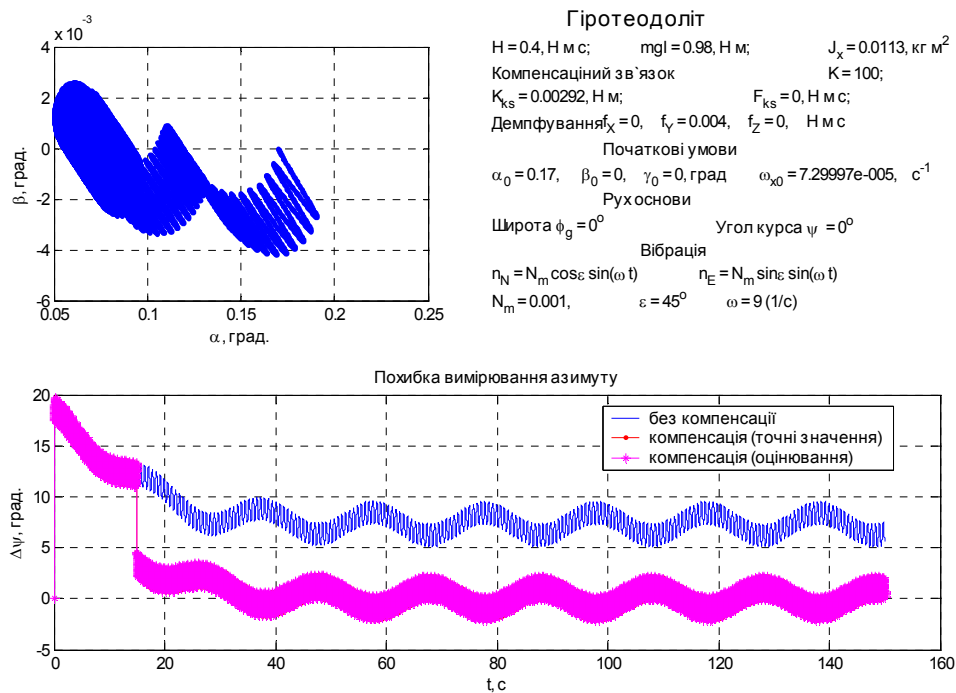 Гіротеодоліт
H = 0.4, Н м с; mgl = 0.98, Н м; J_x = 0.0113, кг м²
Компенсаціний зв`язок K = 100;
K_ks = 0.00292, Н м; F_ks = 0, Н м с;
Демпфування f_X = 0, f_Y = 0.004, f_Z = 0, Н м с
Початкові умови
α_0 = 0.17, β_0 = 0, γ_0 = 0, град ω_x0 = 7.29997e-005, с⁻¹
Рух основи
Широта ϕ_g = 0° Угол курса ψ = 0°
Вібрація
n_N = N_m cosε sin(ω t) n_E = N_m sinε sin(ω t)
N_m = 0.001, ε = 45° ω = 9 (1/c)
x 10⁻³
4
2
0
-2
-4
-6
β, град.
0.05 0.1 0.15 0.2 0.25
α, град.
Похибка вимірювання азимуту
20
15
10
5
0
-5
Δψ, град.
без компенсації
компенсація (точні значення)
компенсація (оцінювання)
0 20 40 60 80 100 120 140 160
t, c